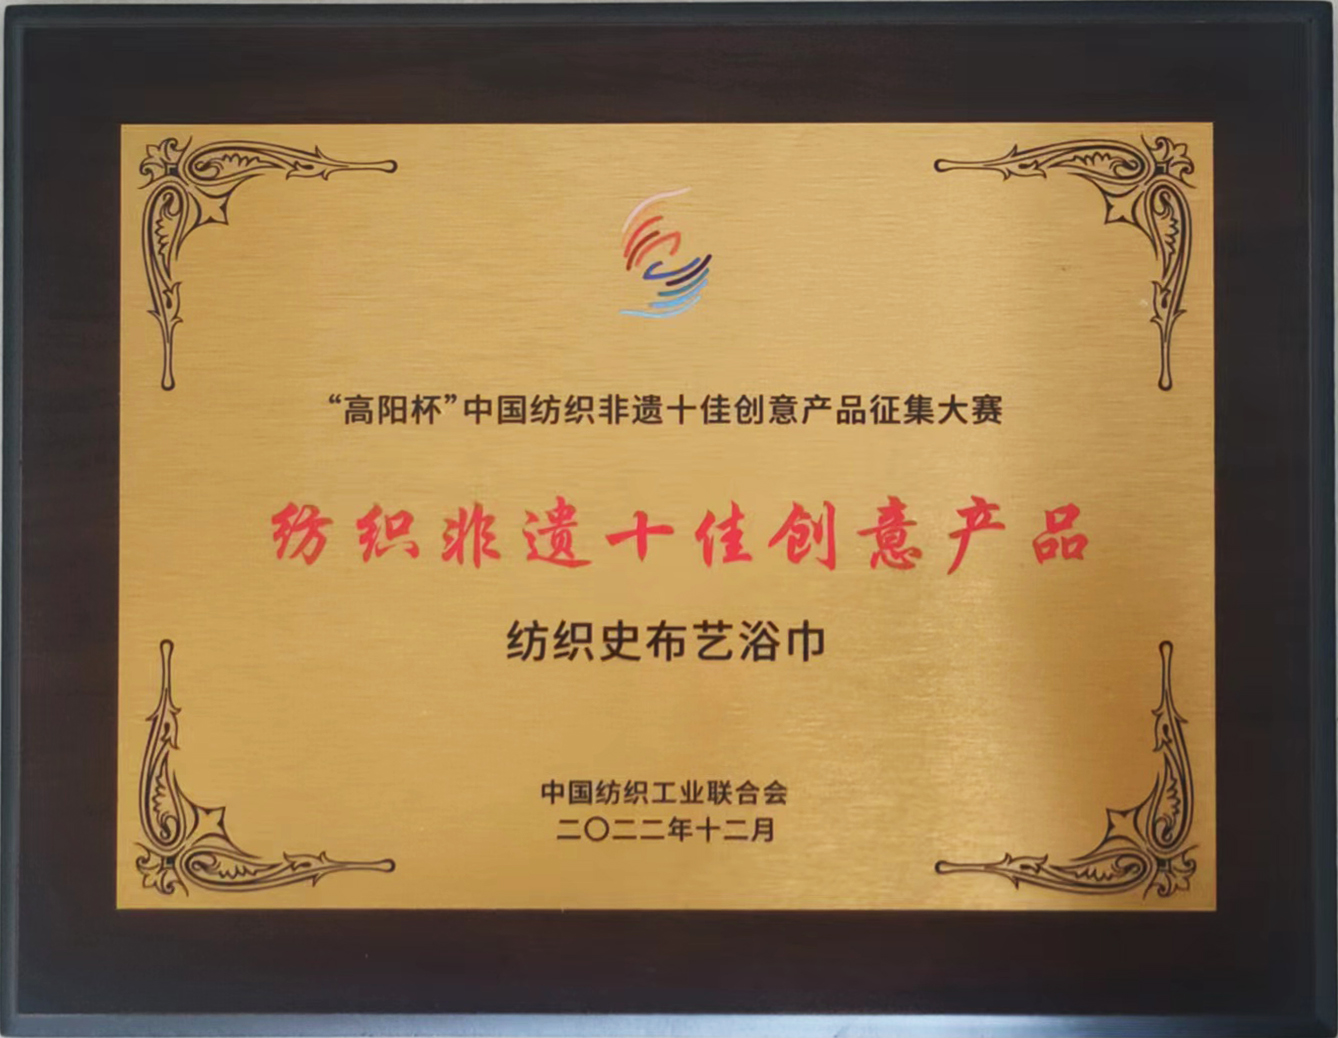 “高阳杯”中国纺织非遗十佳创意产品征集大赛
纺织非遗十佳创意产品
纺织史布艺浴巾
中国纺织工业联合会
二〇二二年十二月